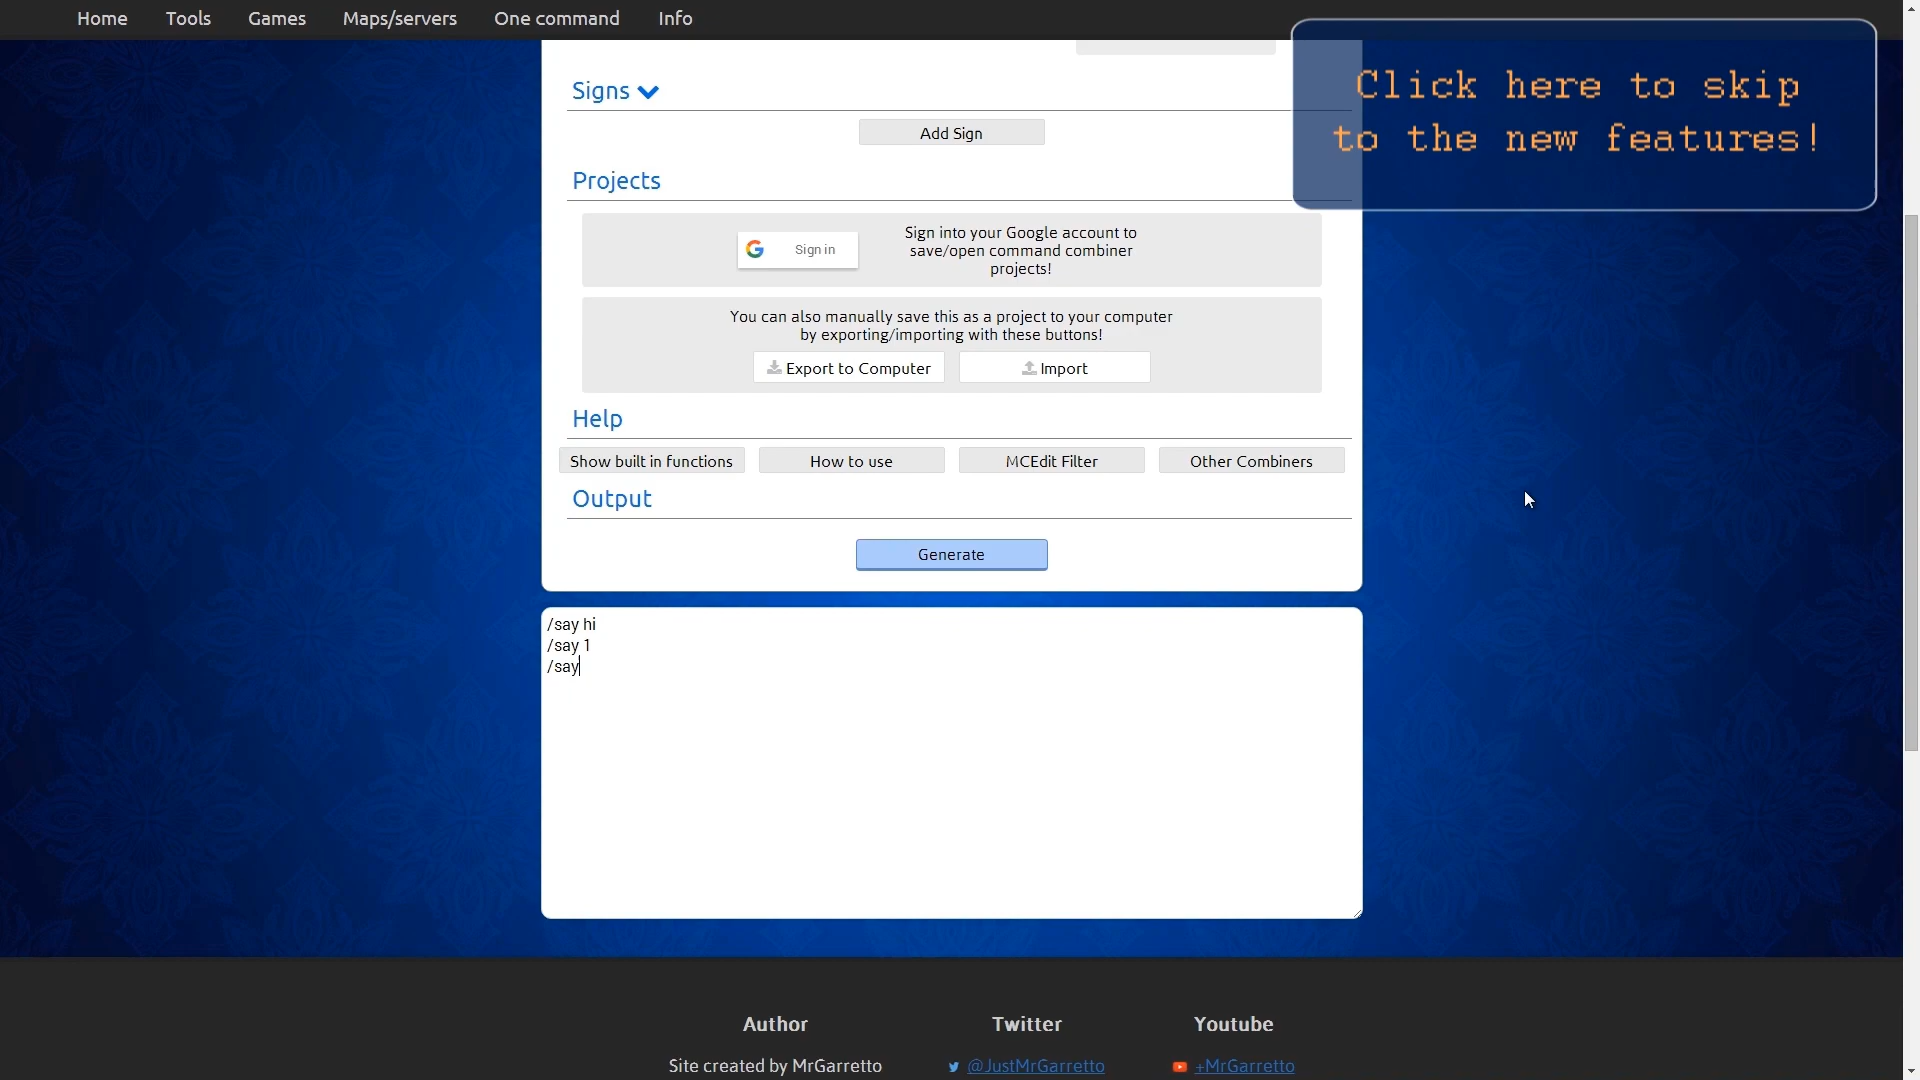 Home Tools Games Maps/servers One command Info
Click here to skip
to the new features!
Signs
Add Sign
Projects
Sign in
Sign into your Google account to
save/open command combiner
projects!
You can also manually save this as a project to your computer
by exporting/importing with these buttons!
Export to Computer Import
Help
Show built in functions How to use MCEdit Filter Other Combiners
Output
Generate
/say hi
/say 1
/say
Author Twitter Youtube
Site created by MrGarretto @JustMrGarretto +MrGarretto